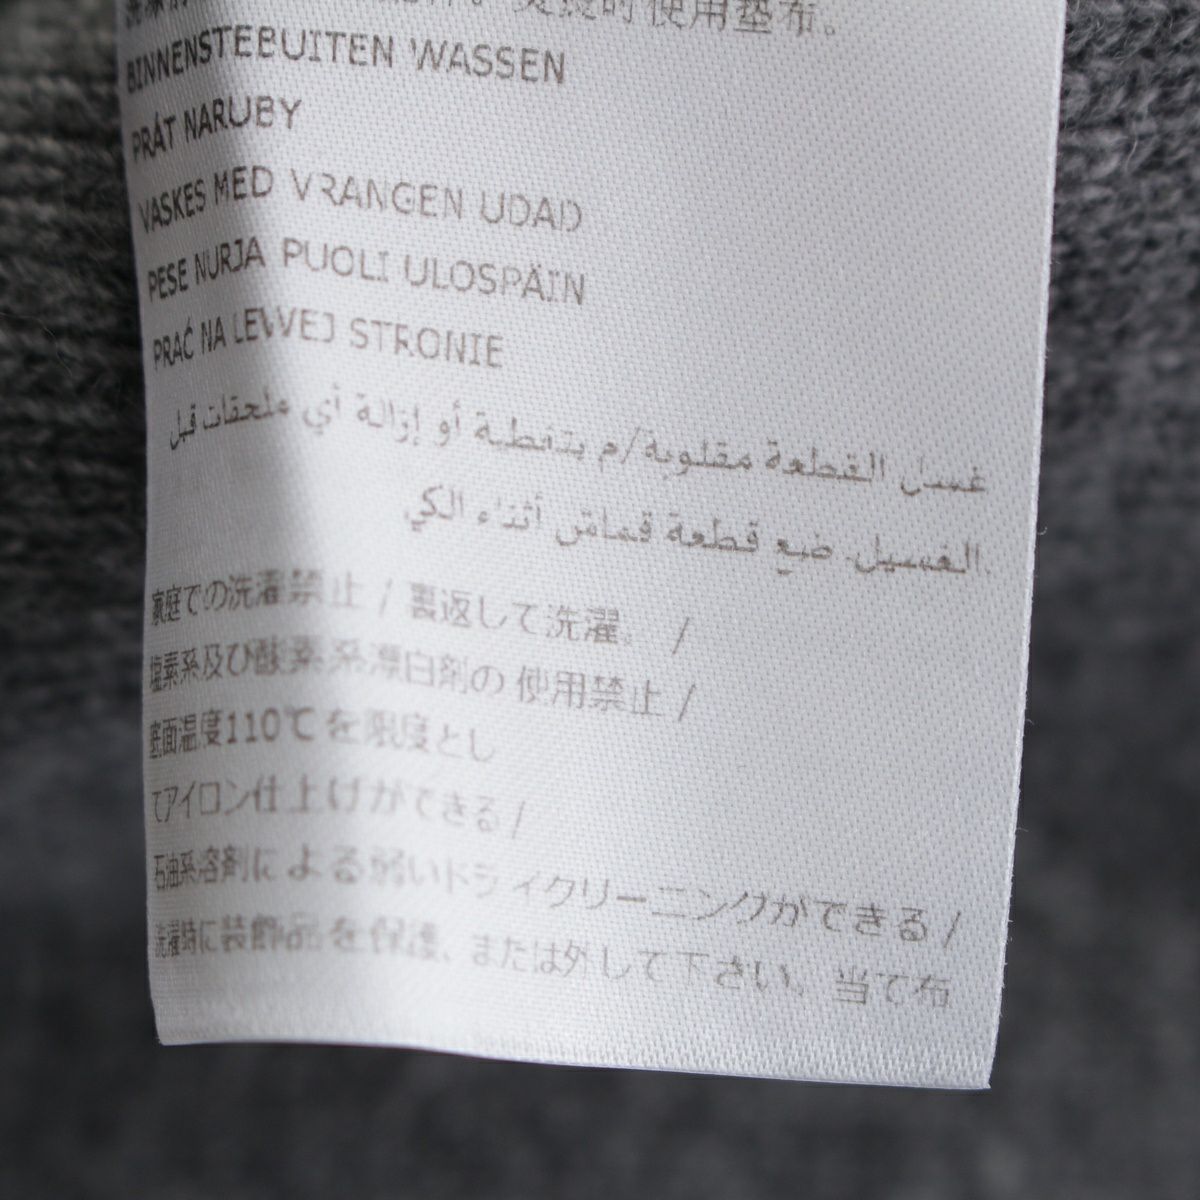 使用垫布。
BINNENSTEBUITEN WASSEN
PRÁT NARUBY
VASKES MED VRANGEN UDAD
PESE NURJA PUOLI ULOSPÄIN
PRAĆ NA LEWEJ STRONIE
غسل القطعة مقلوبة/م بتغطية أو إزالة أي ملحقات قبل
الغسيل. ضع قطعة قماش أثناء الكي
家庭での洗濯禁止 / 裏返して洗濯。 /
塩素系及び酸素系漂白剤の使用禁止 /
底面温度110℃を限度とし
てアイロン仕上げができる /
石油系溶剤による弱いドライクリーニングができる /
洗濯時に装飾品を保護、または外して下さい、当て布